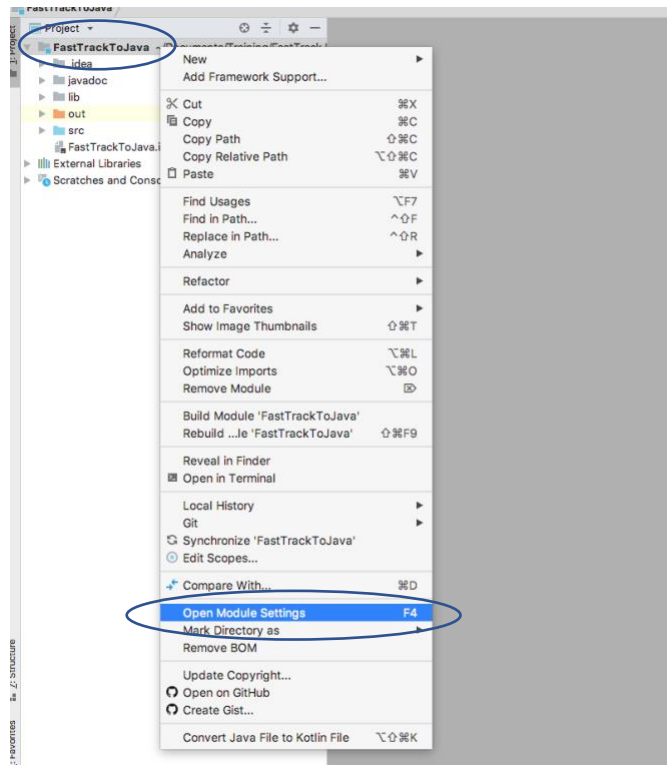 FastTrackToJava
Project
1: Project
FastTrackToJava
.idea
javadoc
lib
out
src
FastTrackToJava.i
External Libraries
Scratches and Consc
New
Add Framework Support...
Cut ⌘X
Copy ⌘C
Copy Path ⇧⌘C
Copy Relative Path ⌥⇧⌘C
Paste ⌘V
Find Usages ⌥F7
Find in Path... ^⇧F
Replace in Path... ^⇧R
Analyze
Refactor
Add to Favorites
Show Image Thumbnails ⇧⌘T
Reformat Code ⌥⌘L
Optimize Imports ⌥⌘O
Remove Module ⌦
Build Module 'FastTrackToJava'
Rebuild ...le 'FastTrackToJava' ⇧⌘F9
Reveal in Finder
Open in Terminal
Local History
Git
Synchronize 'FastTrackToJava'
Edit Scopes...
Compare With... ⌘D
Open Module Settings F4
Mark Directory as
Remove BOM
Update Copyright...
Open on GitHub
Create Gist...
Convert Java File to Kotlin File ⌥⇧⌘K
Z: Structure
Favorites